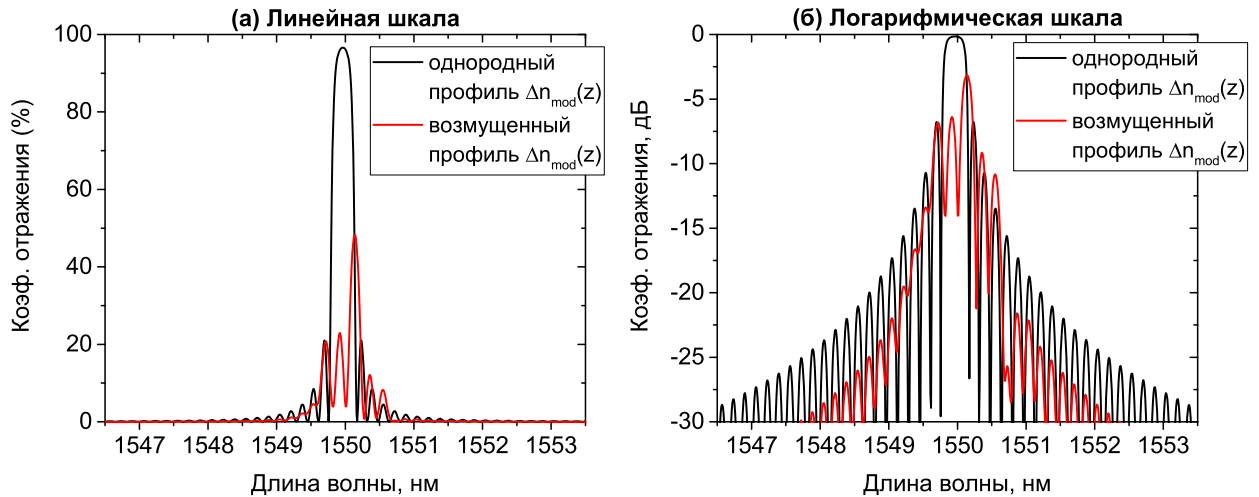 (а) Линейная шкала
100
80
60
40
20
0
Коэф. отражения (%)
однородный
профиль Δn_mod(z)
возмущенный
профиль Δn_mod(z)
1547 1548 1549 1550 1551 1552 1553
Длина волны, нм
(б) Логарифмическая шкала
0
-5
-10
-15
-20
-25
-30
Коэф. отражения, дБ
однородный
профиль Δn_mod(z)
возмущенный
профиль Δn_mod(z)
1547 1548 1549 1550 1551 1552 1553
Длина волны, нм